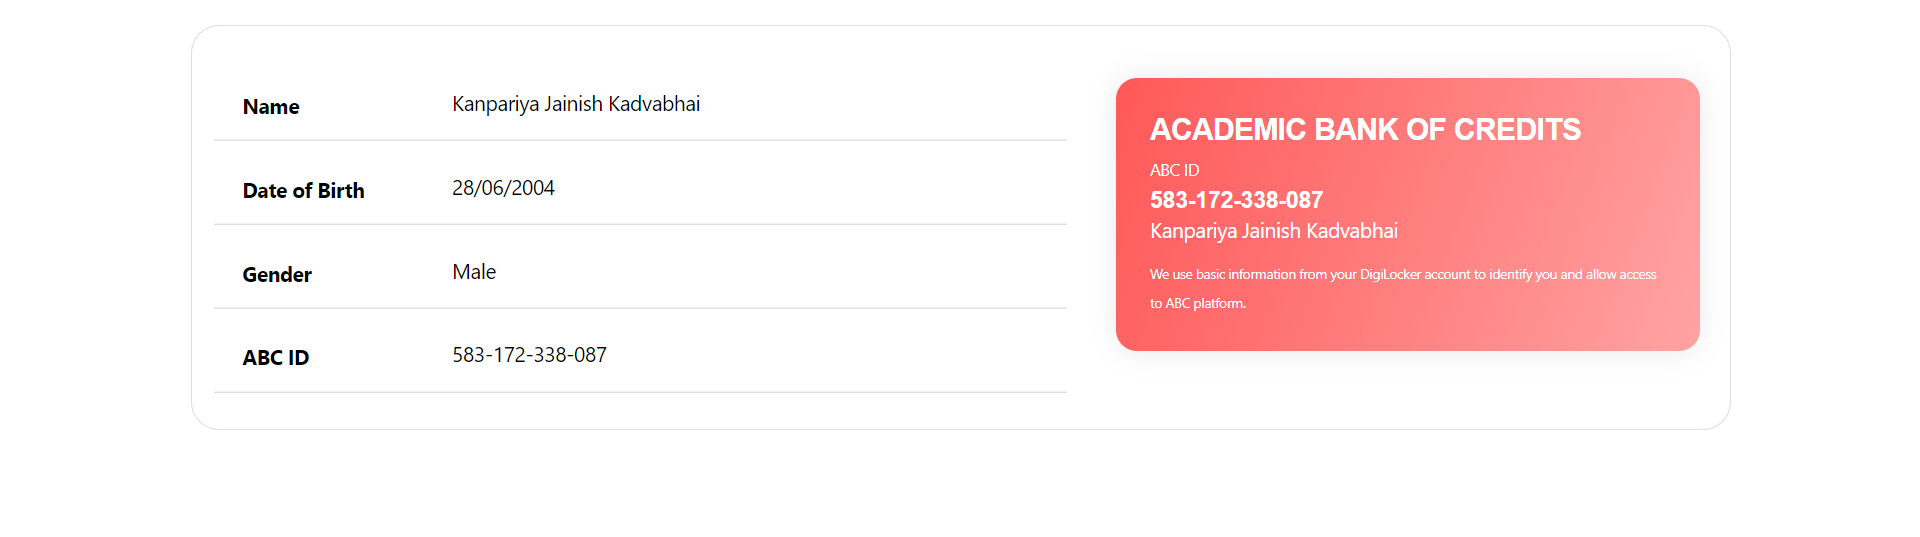 Name Kanpariya Jainish Kadvabhai
Date of Birth 28/06/2004
Gender Male
ABC ID 583-172-338-087
ACADEMIC BANK OF CREDITS
ABC ID
583-172-338-087
Kanpariya Jainish Kadvabhai
We use basic information from your DigiLocker account to identify you and allow access
to ABC platform.